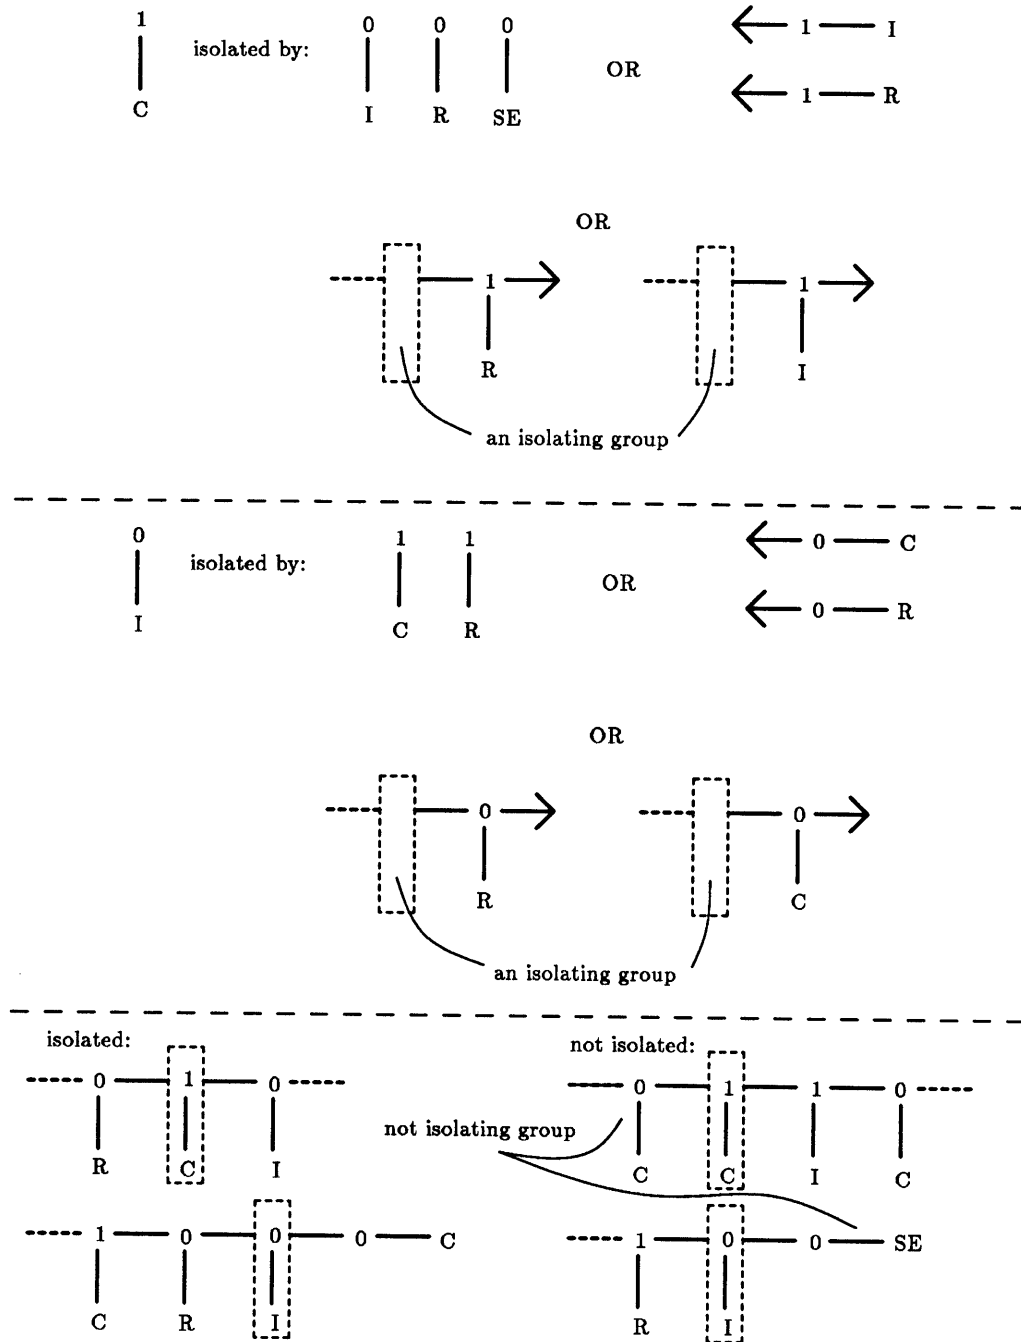 1 0 0 0 1 I
isolated by: OR
C I R SE 1 R
OR
1 1
R I
an isolating group
0 1 1 0 C
isolated by: OR
I C R 0 R
OR
0 0
R C
an isolating group
isolated: not isolated:
0 1 0 0 1 1 0
not isolating group
R C I C C I C
1 0 0 0 C 1 0 0 SE
C R I R I